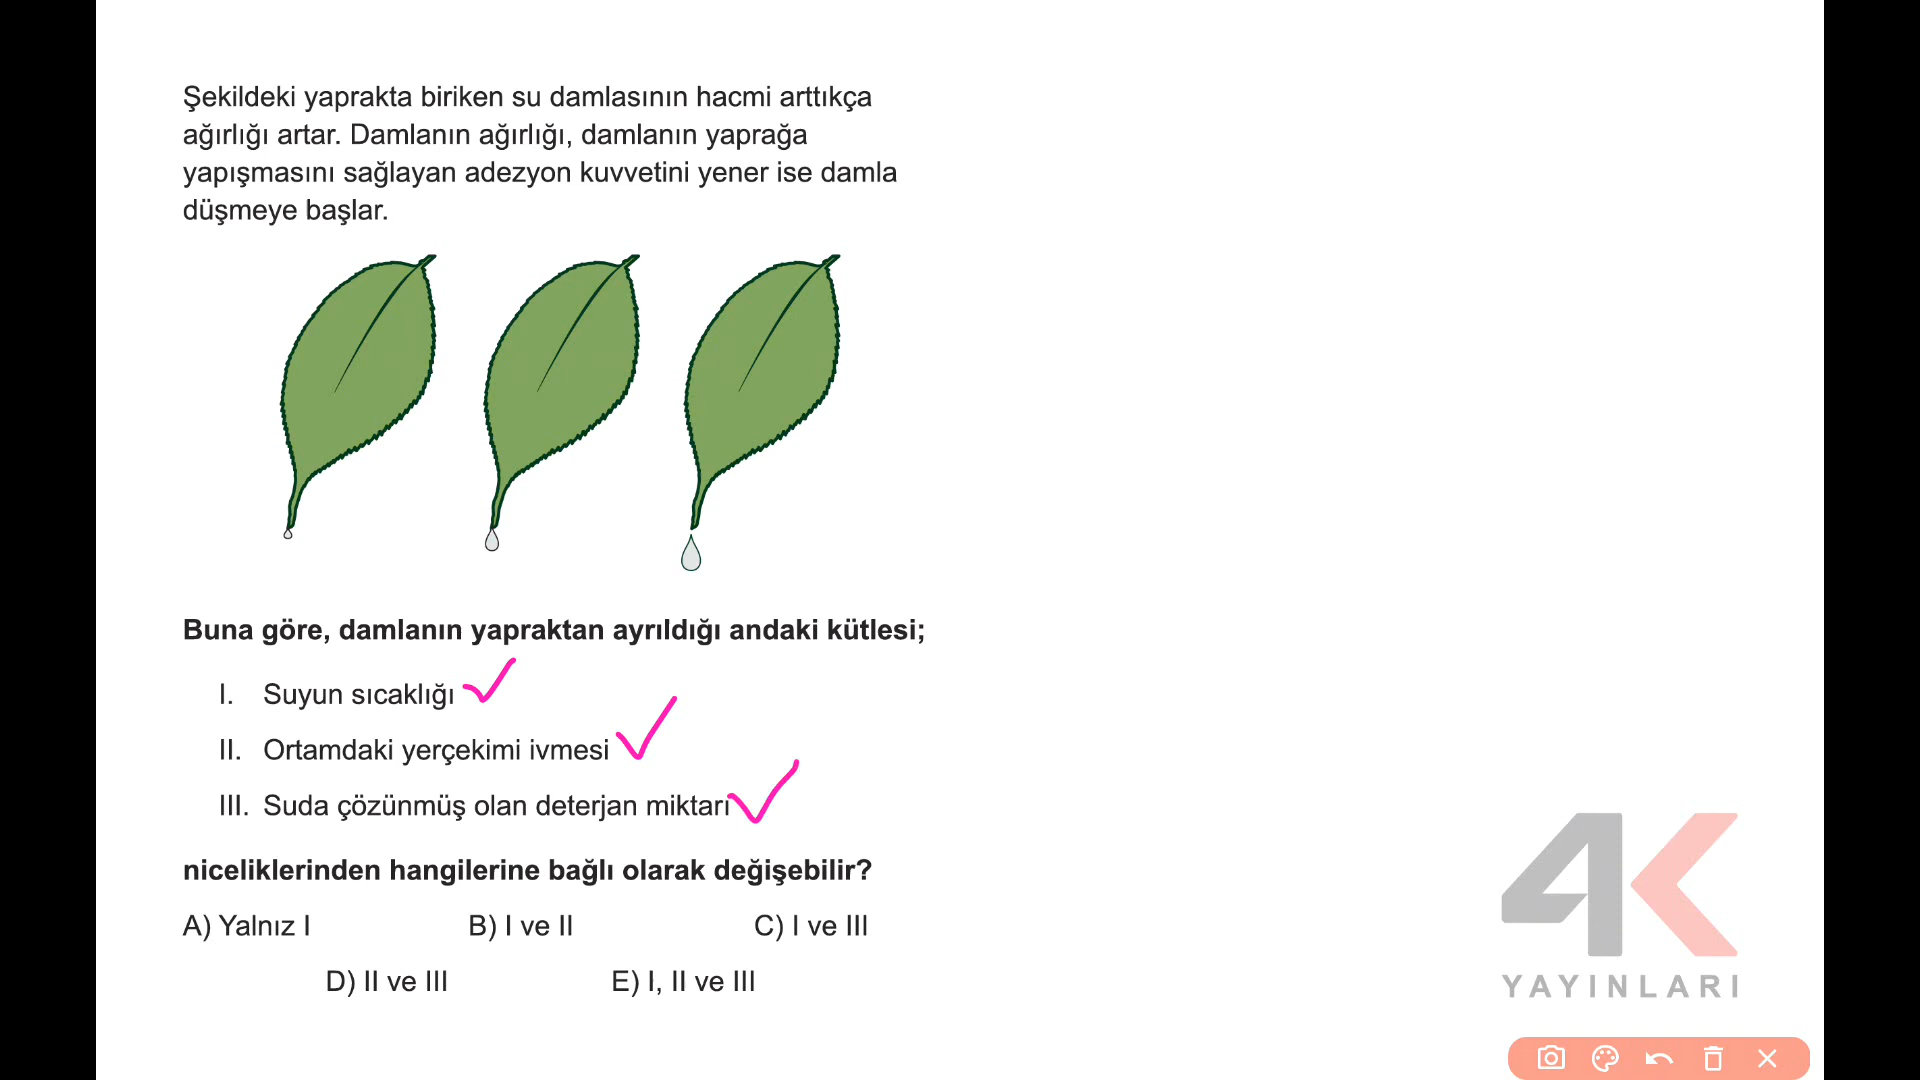 Şekildeki yaprakta biriken su damlasının hacmi arttıkça
ağırlığı artar. Damlanın ağırlığı, damlanın yaprağa
yapışmasını sağlayan adezyon kuvvetini yener ise damla
düşmeye başlar.
Buna göre, damlanın yapraktan ayrıldığı andaki kütlesi;
I. Suyun sıcaklığı
II. Ortamdaki yerçekimi ivmesi
III. Suda çözünmüş olan deterjan miktarı
niceliklerinden hangilerine bağlı olarak değişebilir?
A) Yalnız I B) I ve II C) I ve III
D) II ve III E) I, II ve III
4K
YAYINLARI